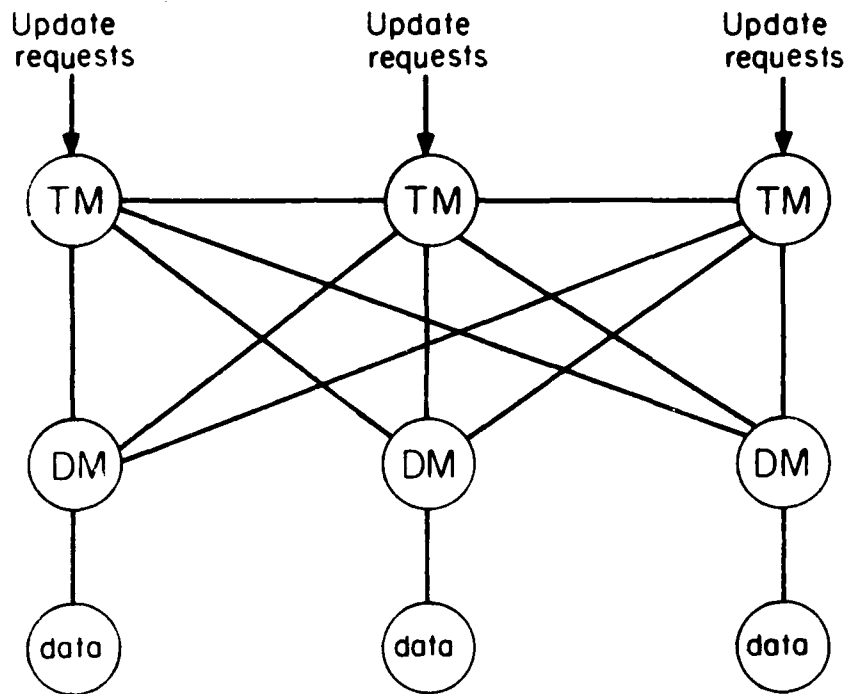 Update requests
Update requests
Update requests
TM
TM
TM
DM
DM
DM
data
data
data